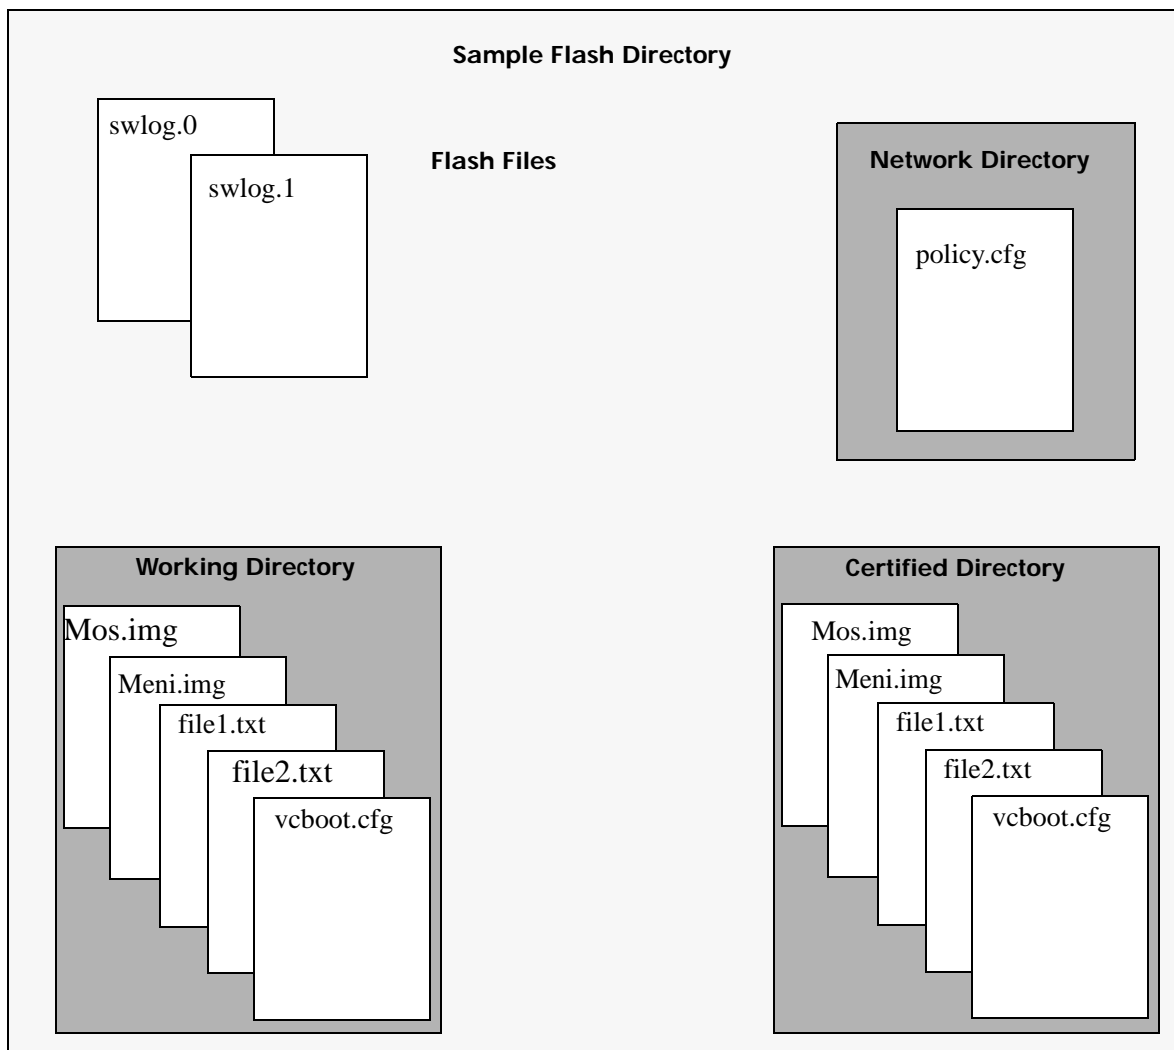 Sample Flash Directory
swlog.0
swlog.1
Flash Files
Network Directory
policy.cfg
Working Directory
Mos.img
Meni.img
file1.txt
file2.txt
vcboot.cfg
Certified Directory
Mos.img
Meni.img
file1.txt
file2.txt
vcboot.cfg